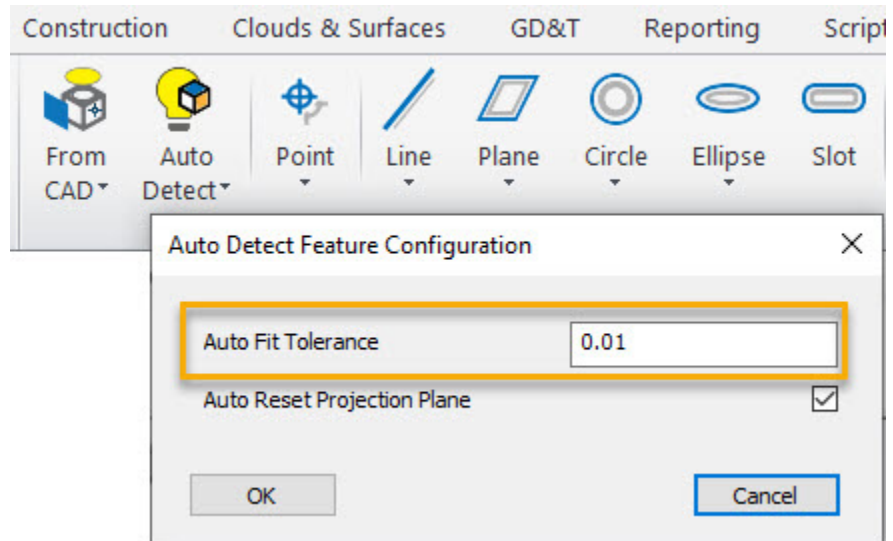 Construction Clouds & Surfaces GD&T Reporting
From Auto Point Line Plane Circle Ellipse Slot
CAD Detect
Auto Detect Feature Configuration
Auto Fit Tolerance 0.01
Auto Reset Projection Plane
OK Cancel